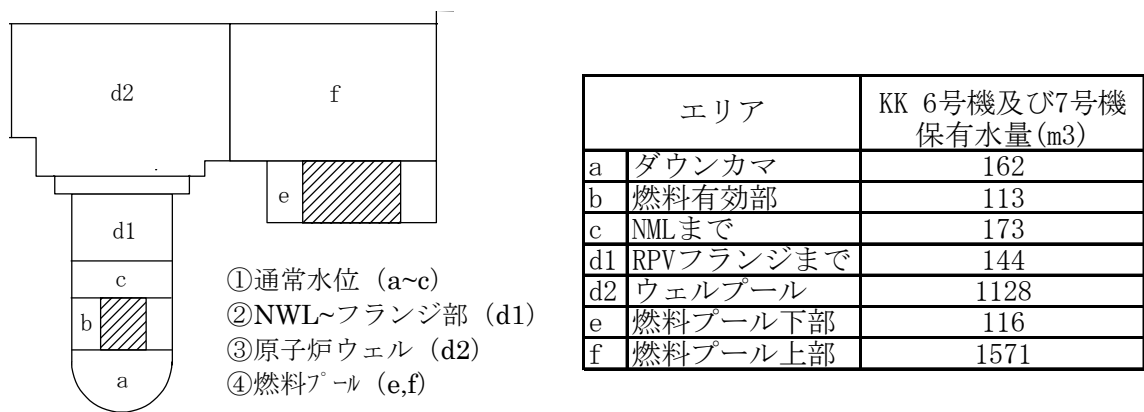 d2
f
e
d1
c
b
a
①通常水位（a~c）
②NWL~フランジ部（d1）
③原子炉ウェル（d2）
④燃料プール（e,f）
エリア KK 6号機及び7号機
保有水量(m3)
a ダウンカマ 162
b 燃料有効部 113
c NMLまで 173
d1 RPVフランジまで 144
d2 ウェルプール 1128
e 燃料プール下部 116
f 燃料プール上部 1571